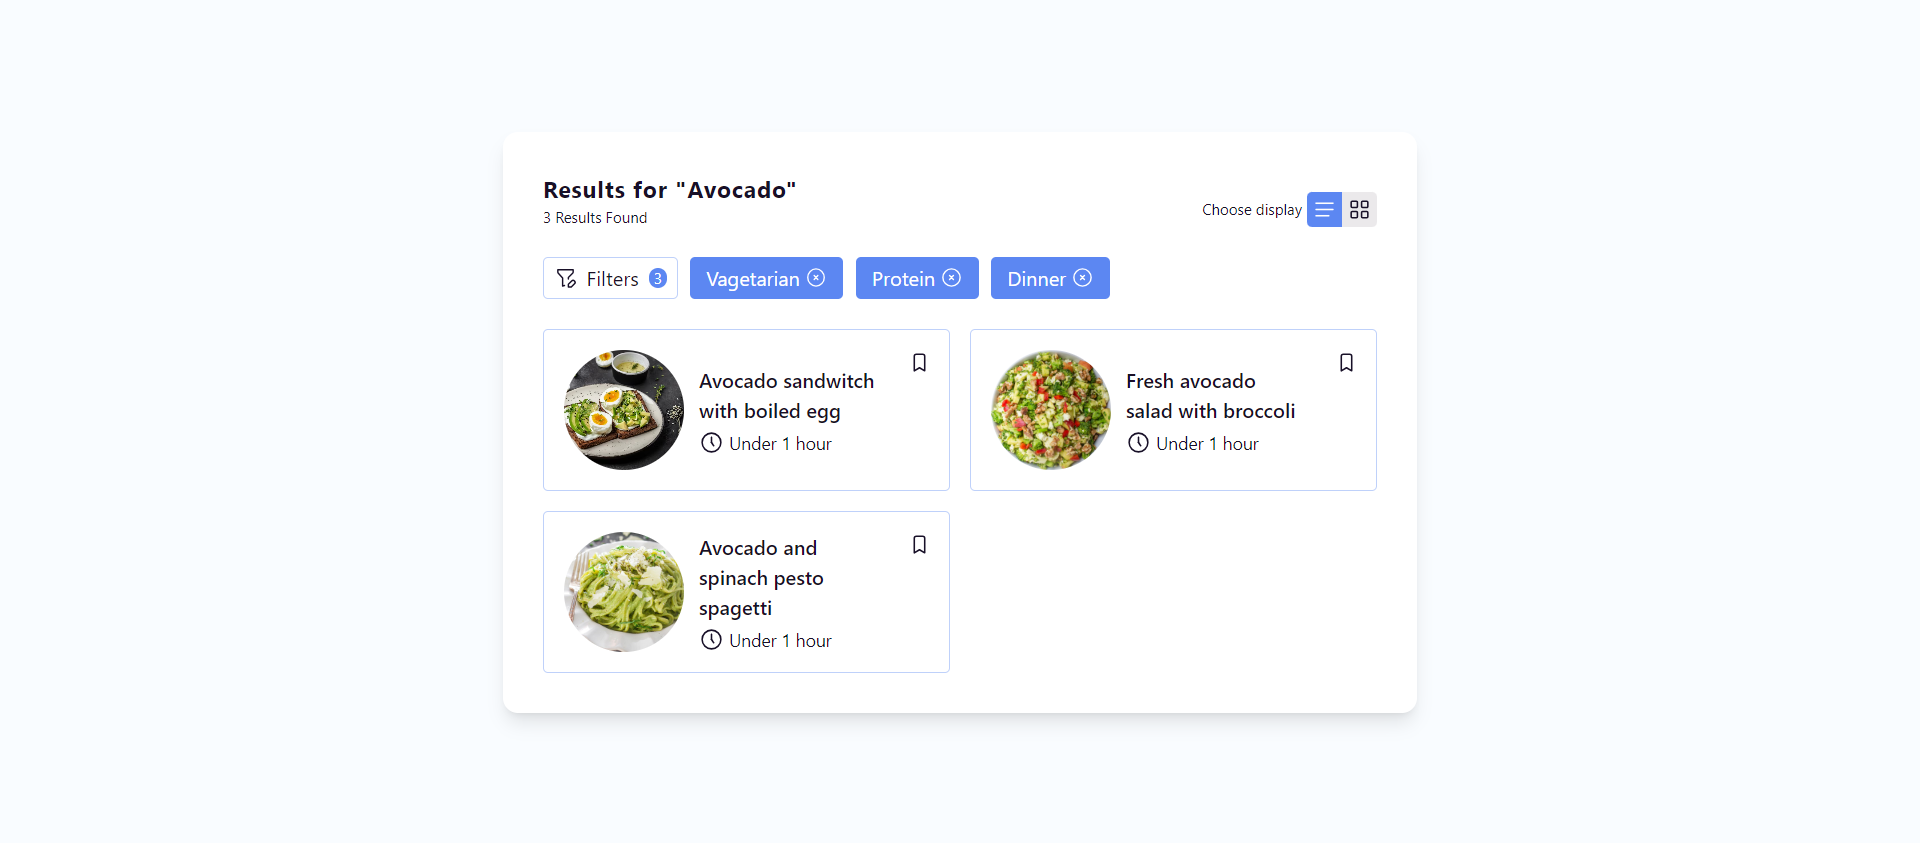 Results for "Avocado"
3 Results Found
Choose display
Filters 3
Vagetarian
Protein
Dinner
Avocado sandwitch
with boiled egg
Under 1 hour
Fresh avocado
salad with broccoli
Under 1 hour
Avocado and
spinach pesto
spagetti
Under 1 hour